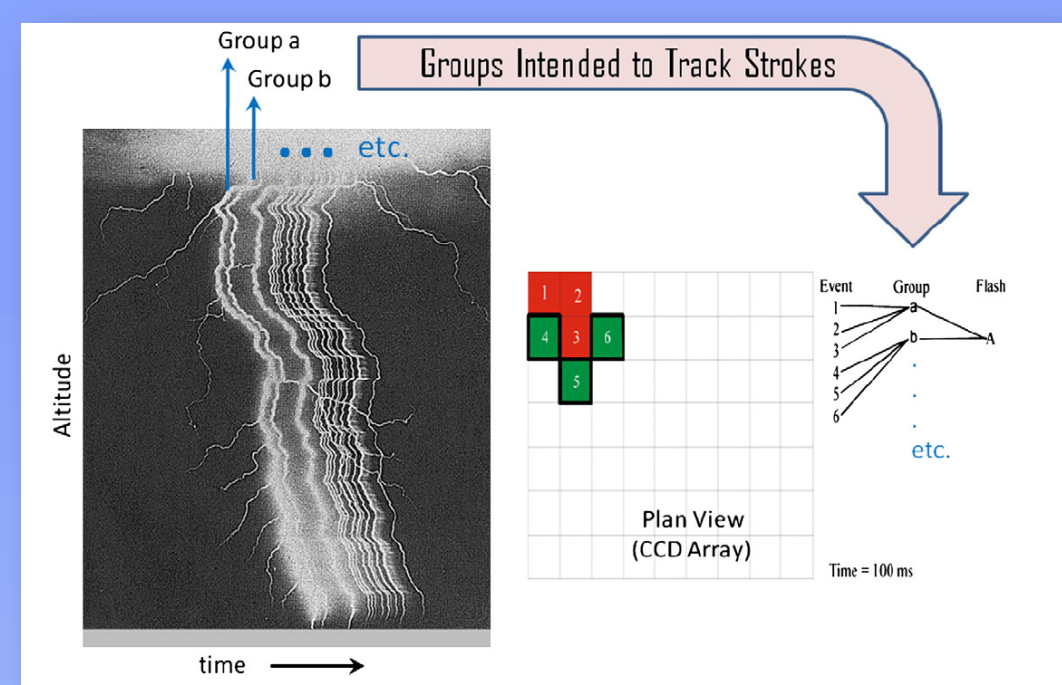 Group a
Group b
Groups Intended to Track Strokes
... etc.
Altitude
time
1 2
4 3 6
5
Plan View
(CCD Array)
Event Group Flash
1 a
2
3 b A
4
5
6
etc.
Time = 100 ms